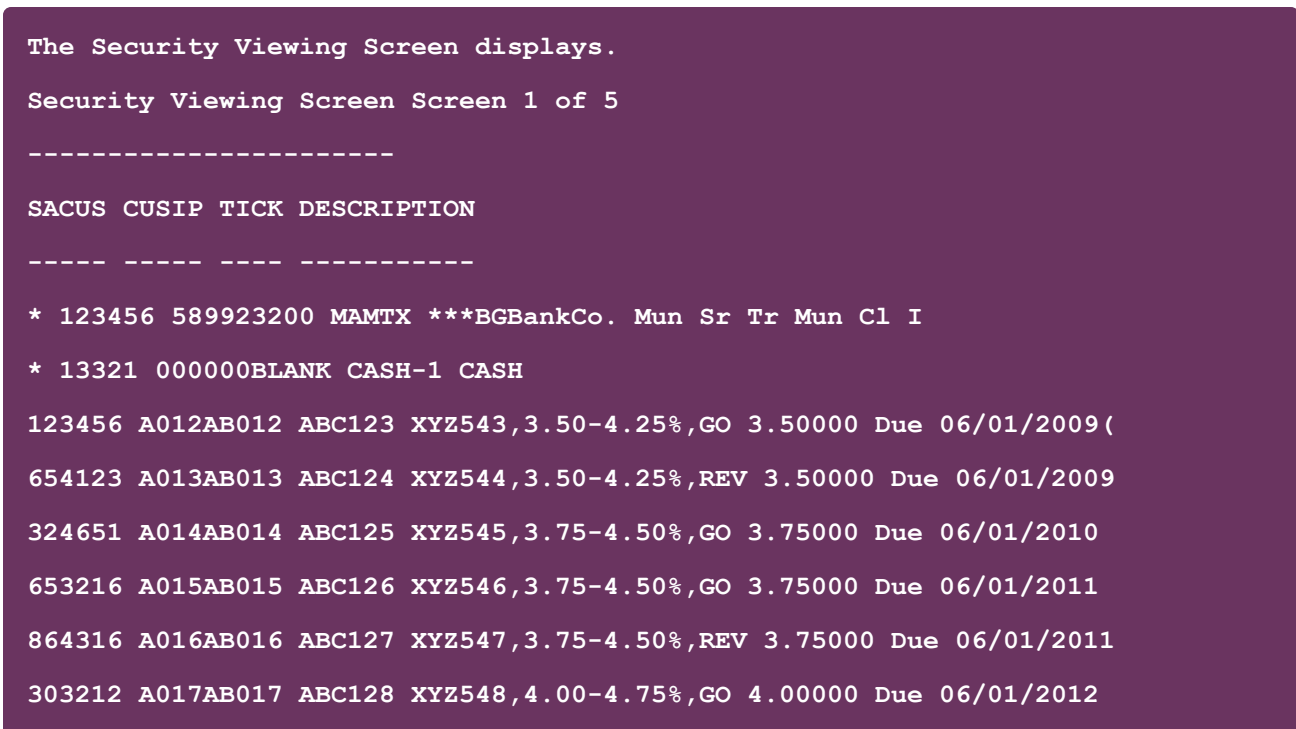 The Security Viewing Screen displays.
Security Viewing Screen Screen 1 of 5
-----------------------
SACUS CUSIP TICK DESCRIPTION
----- ----- ---- -----------
* 123456 589923200 MAMTX ***BGBankCo. Mun Sr Tr Mun Cl I
* 13321 000000BLANK CASH-1 CASH
123456 A012AB012 ABC123 XYZ543,3.50-4.25%,GO 3.50000 Due 06/01/2009(
654123 A013AB013 ABC124 XYZ544,3.50-4.25%,REV 3.50000 Due 06/01/2009
324651 A014AB014 ABC125 XYZ545,3.75-4.50%,GO 3.75000 Due 06/01/2010
653216 A015AB015 ABC126 XYZ546,3.75-4.50%,GO 3.75000 Due 06/01/2011
864316 A016AB016 ABC127 XYZ547,3.75-4.50%,REV 3.75000 Due 06/01/2011
303212 A017AB017 ABC128 XYZ548,4.00-4.75%,GO 4.00000 Due 06/01/2012